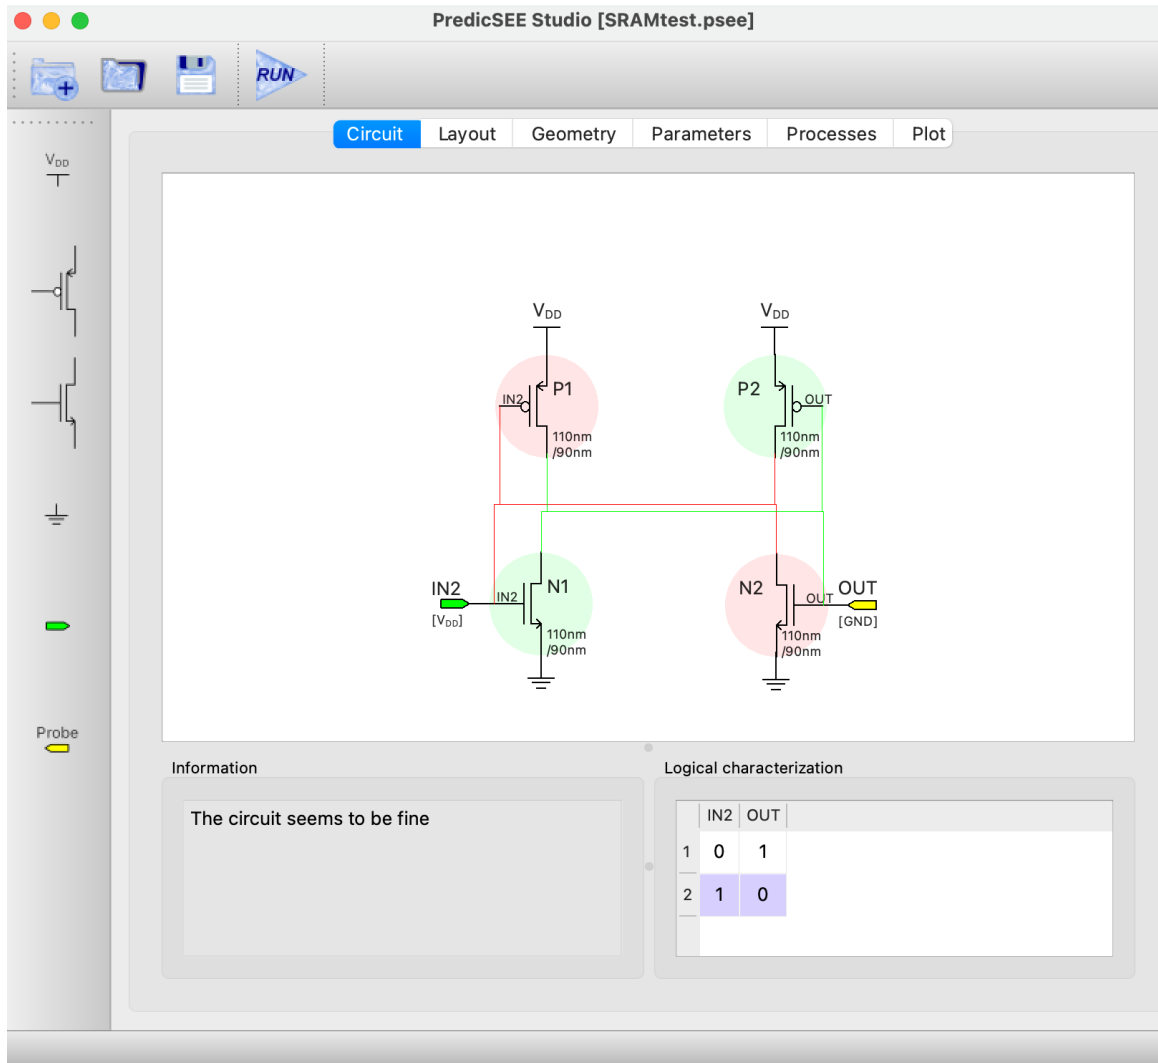 PredicSEE Studio [SRAMtest.psee]
RUN
Circuit Layout Geometry Parameters Processes Plot
VDD
Probe
VDD VDD
P1 P2
IN2 OUT
110nm 110nm
/90nm /90nm
IN2 N1 N2 OUT
IN2 OUT
[VDD] [GND]
110nm 110nm
/90nm /90nm
Information Logical characterization
The circuit seems to be fine
IN2 OUT
1 0 1
2 1 0